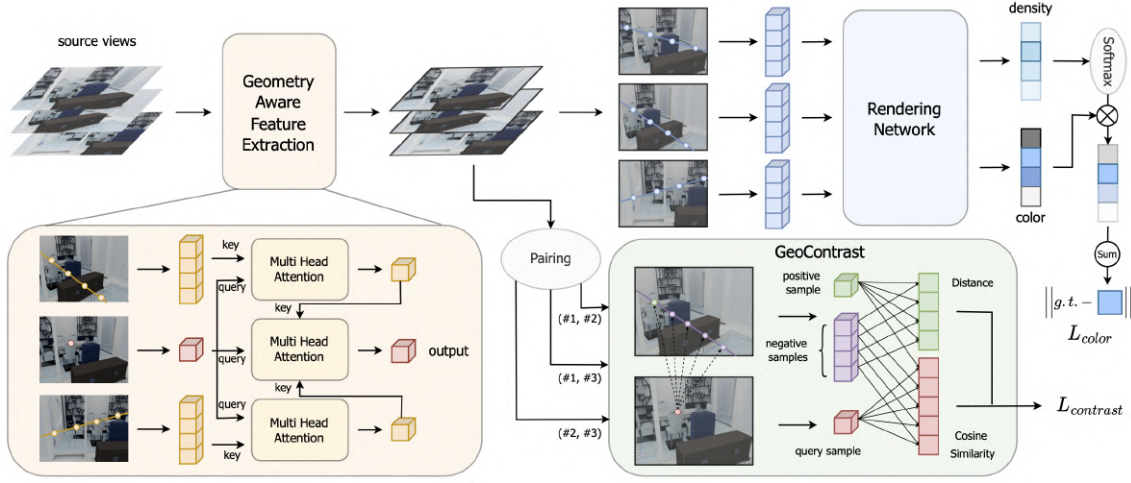 source views
Geometry
Aware
Feature
Extraction
Rendering
Network
density
Softmax
color
Sum
||g.t.- ||
L_color
key
query
key
Multi Head
Attention
Multi Head
Attention
query
key
query
key
Multi Head
Attention
output
Pairing
(#1, #2)
(#1, #3)
(#2, #3)
GeoContrast
positive
sample
negative
samples
query sample
Distance
Cosine
Similarity
L_contrast